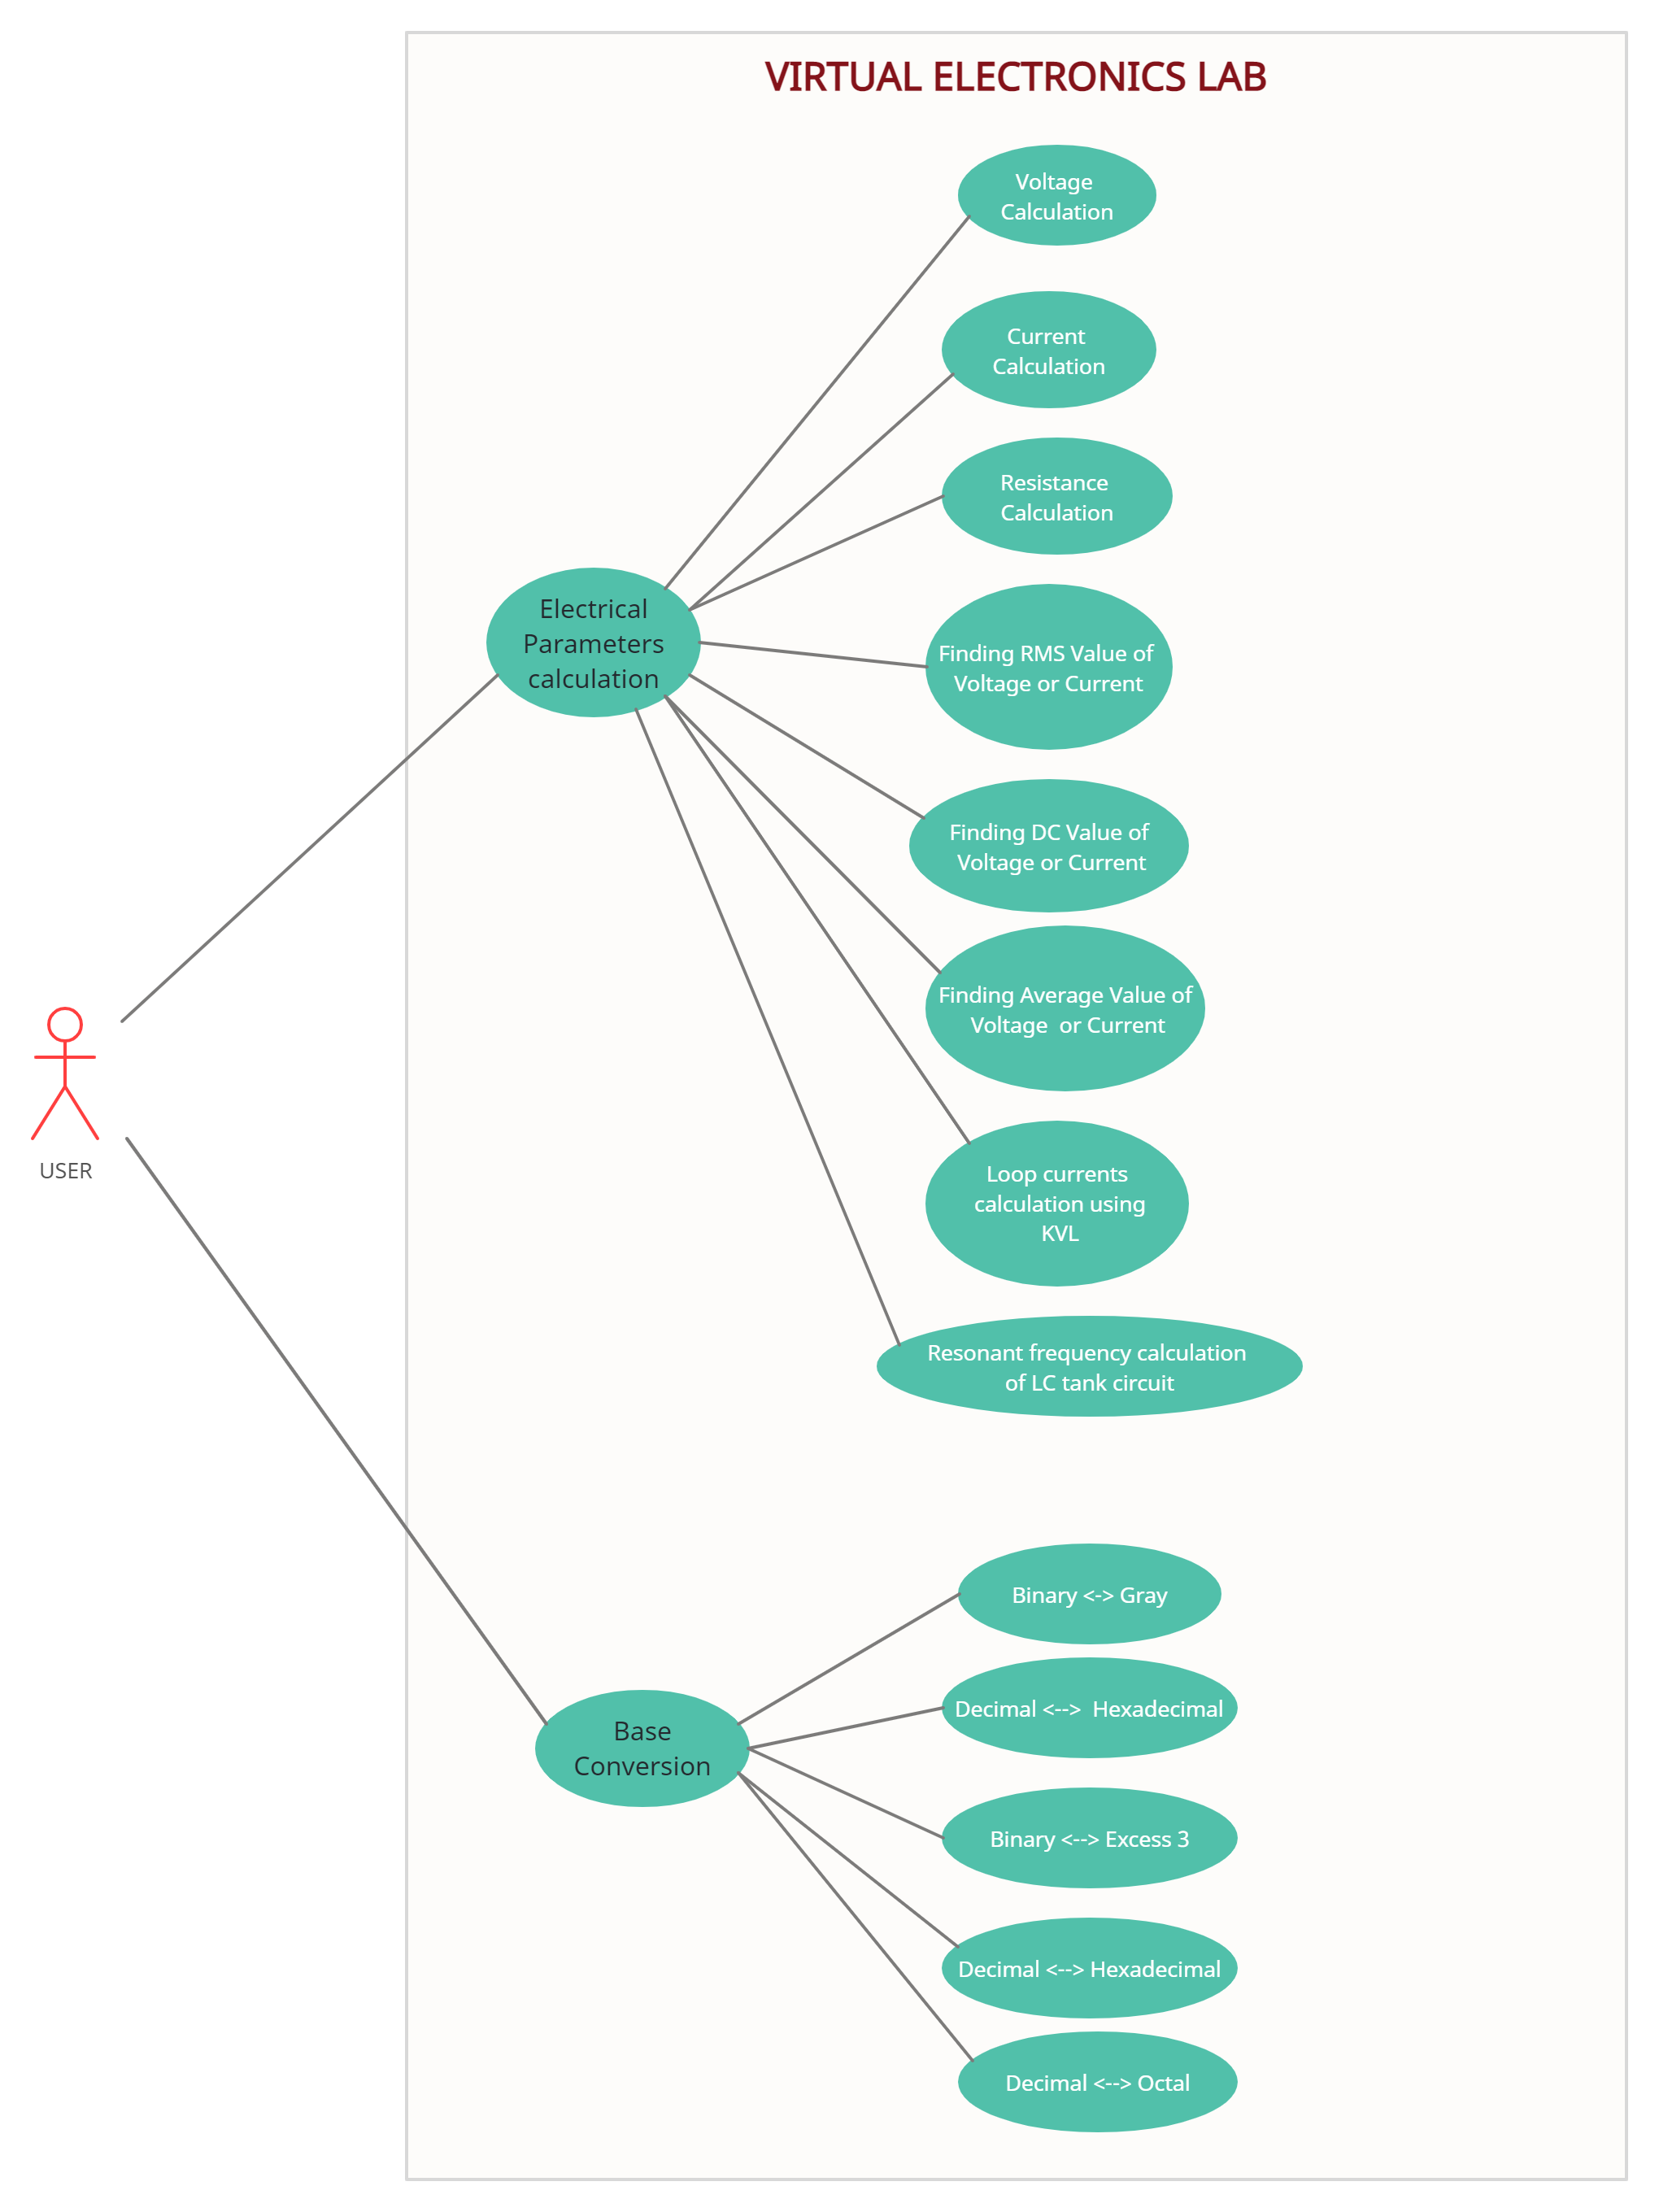 VIRTUAL ELECTRONICS LAB
Voltage
Calculation
Current
Calculation
Resistance
Calculation
Electrical
Parameters
calculation
Finding RMS Value of
Voltage or Current
Finding DC Value of
Voltage or Current
Finding Average Value of
Voltage  or Current
USER
Loop currents
calculation using
KVL
Resonant frequency calculation
of LC tank circuit
Binary <-> Gray
Decimal <-->  Hexadecimal
Base
Conversion
Binary <--> Excess 3
Decimal <--> Hexadecimal
Decimal <--> Octal